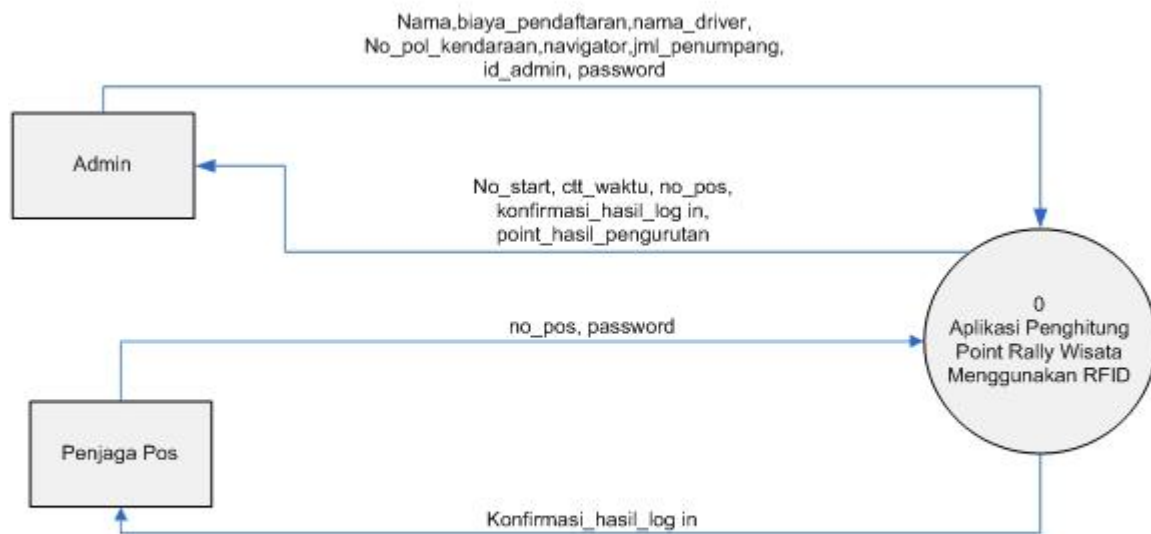 Nama,biaya_pendaftaran,nama_driver,
No_pol_kendaraan,navigator,jml_penumpang,
id_admin, password
Admin
No_start, ctt_waktu, no_pos,
konfirmasi_hasil_log in,
point_hasil_pengurutan
0
Aplikasi Penghitung
Point Rally Wisata
Menggunakan RFID
no_pos, password
Penjaga Pos
Konfirmasi_hasil_log in